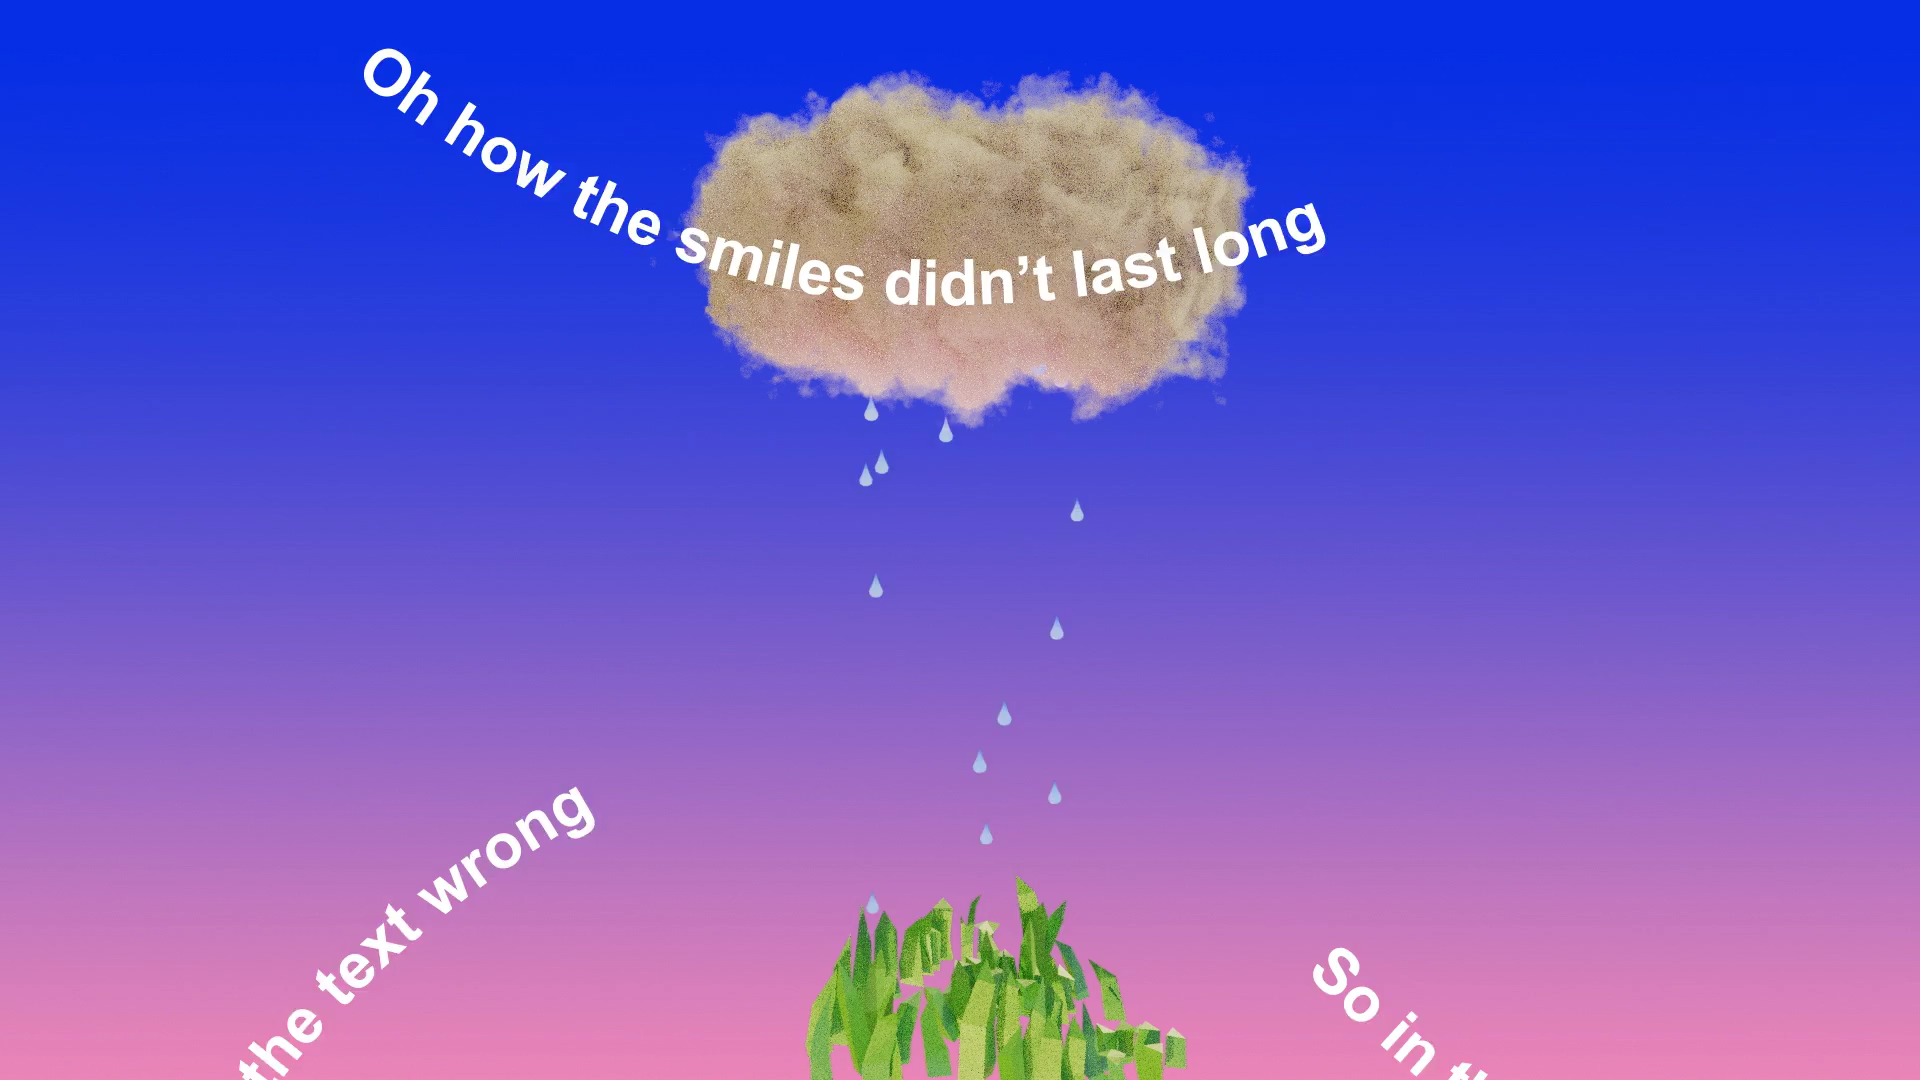 Oh how the smiles didn’t last long
the text wrong
So in